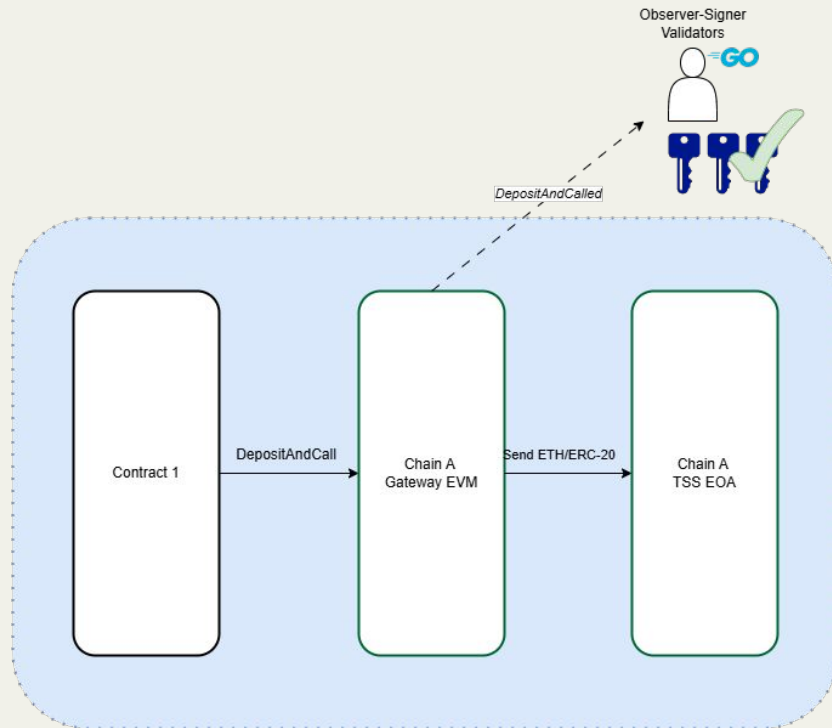 Observer-Signer
Validators
GO
DepositAndCalled
Contract 1
DepositAndCall
Chain A
Gateway EVM
Send ETH/ERC-20
Chain A
TSS EOA